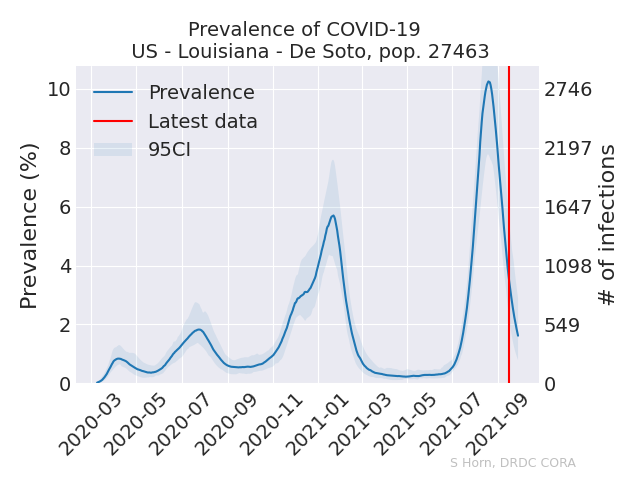 Prevalence of COVID-19
US - Louisiana - De Soto, pop. 27463
Prevalence
Latest data
95CI
Prevalence (%)
10
8
6
4
2
0
2746
2197
1647
1098
549
0
# of infections
2020-03
2020-05
2020-07
2020-09
2020-11
2021-01
2021-03
2021-05
2021-07
2021-09
S Horn, DRDC CORA